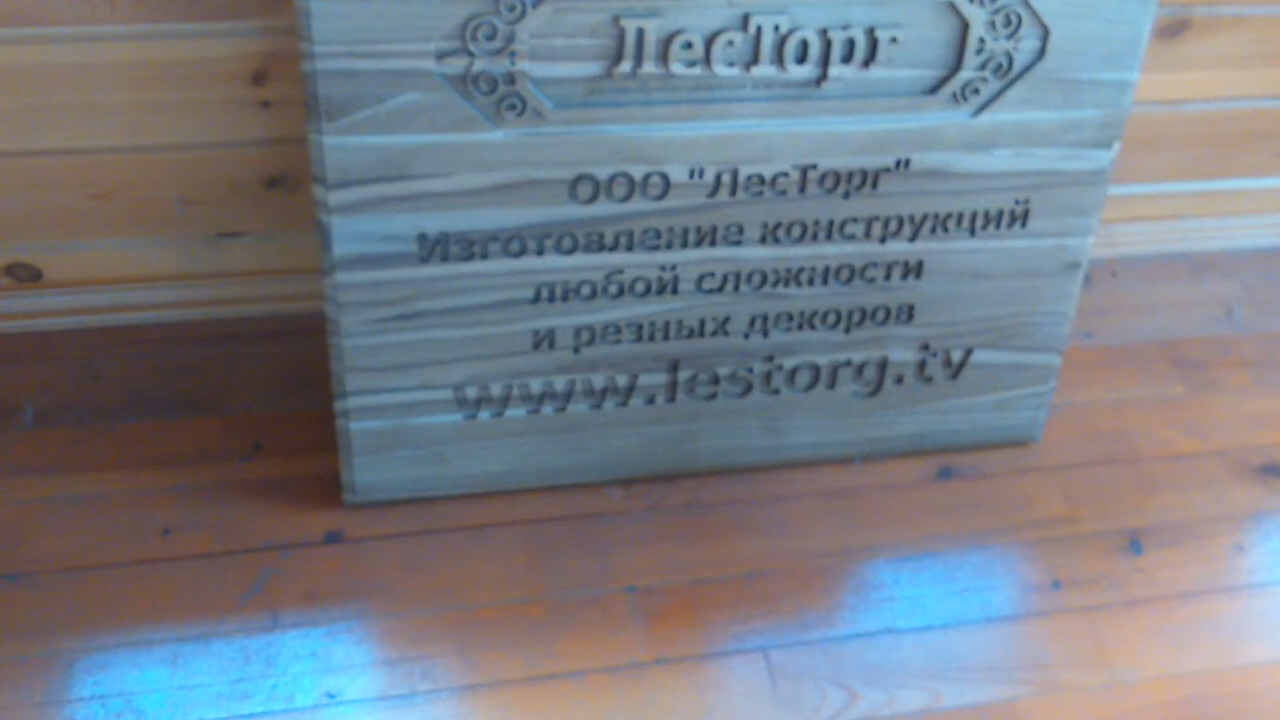 ЛесТорг
ООО "ЛесТорг"
Изготовление конструкций
любой сложности
и резных декоров
www.lestorg.tv